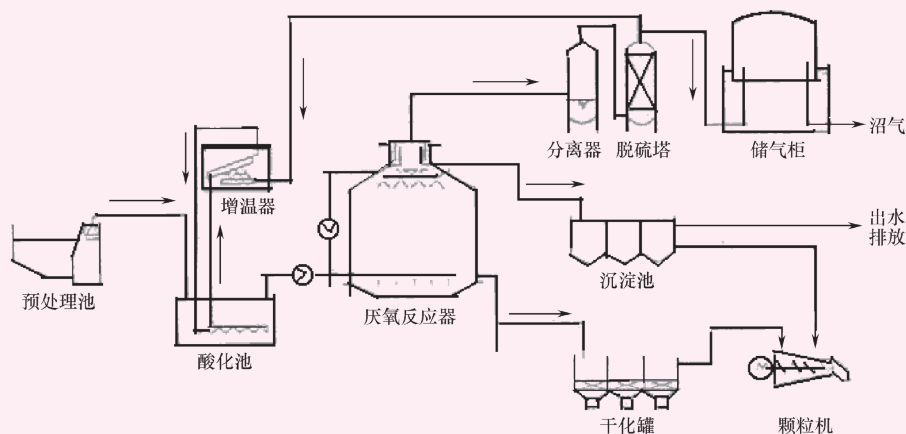 分离器
脱硫塔
储气柜
沼气
增温器
出水
排放
预处理池
沉淀池
厌氧反应器
酸化池
干化罐
颗粒机